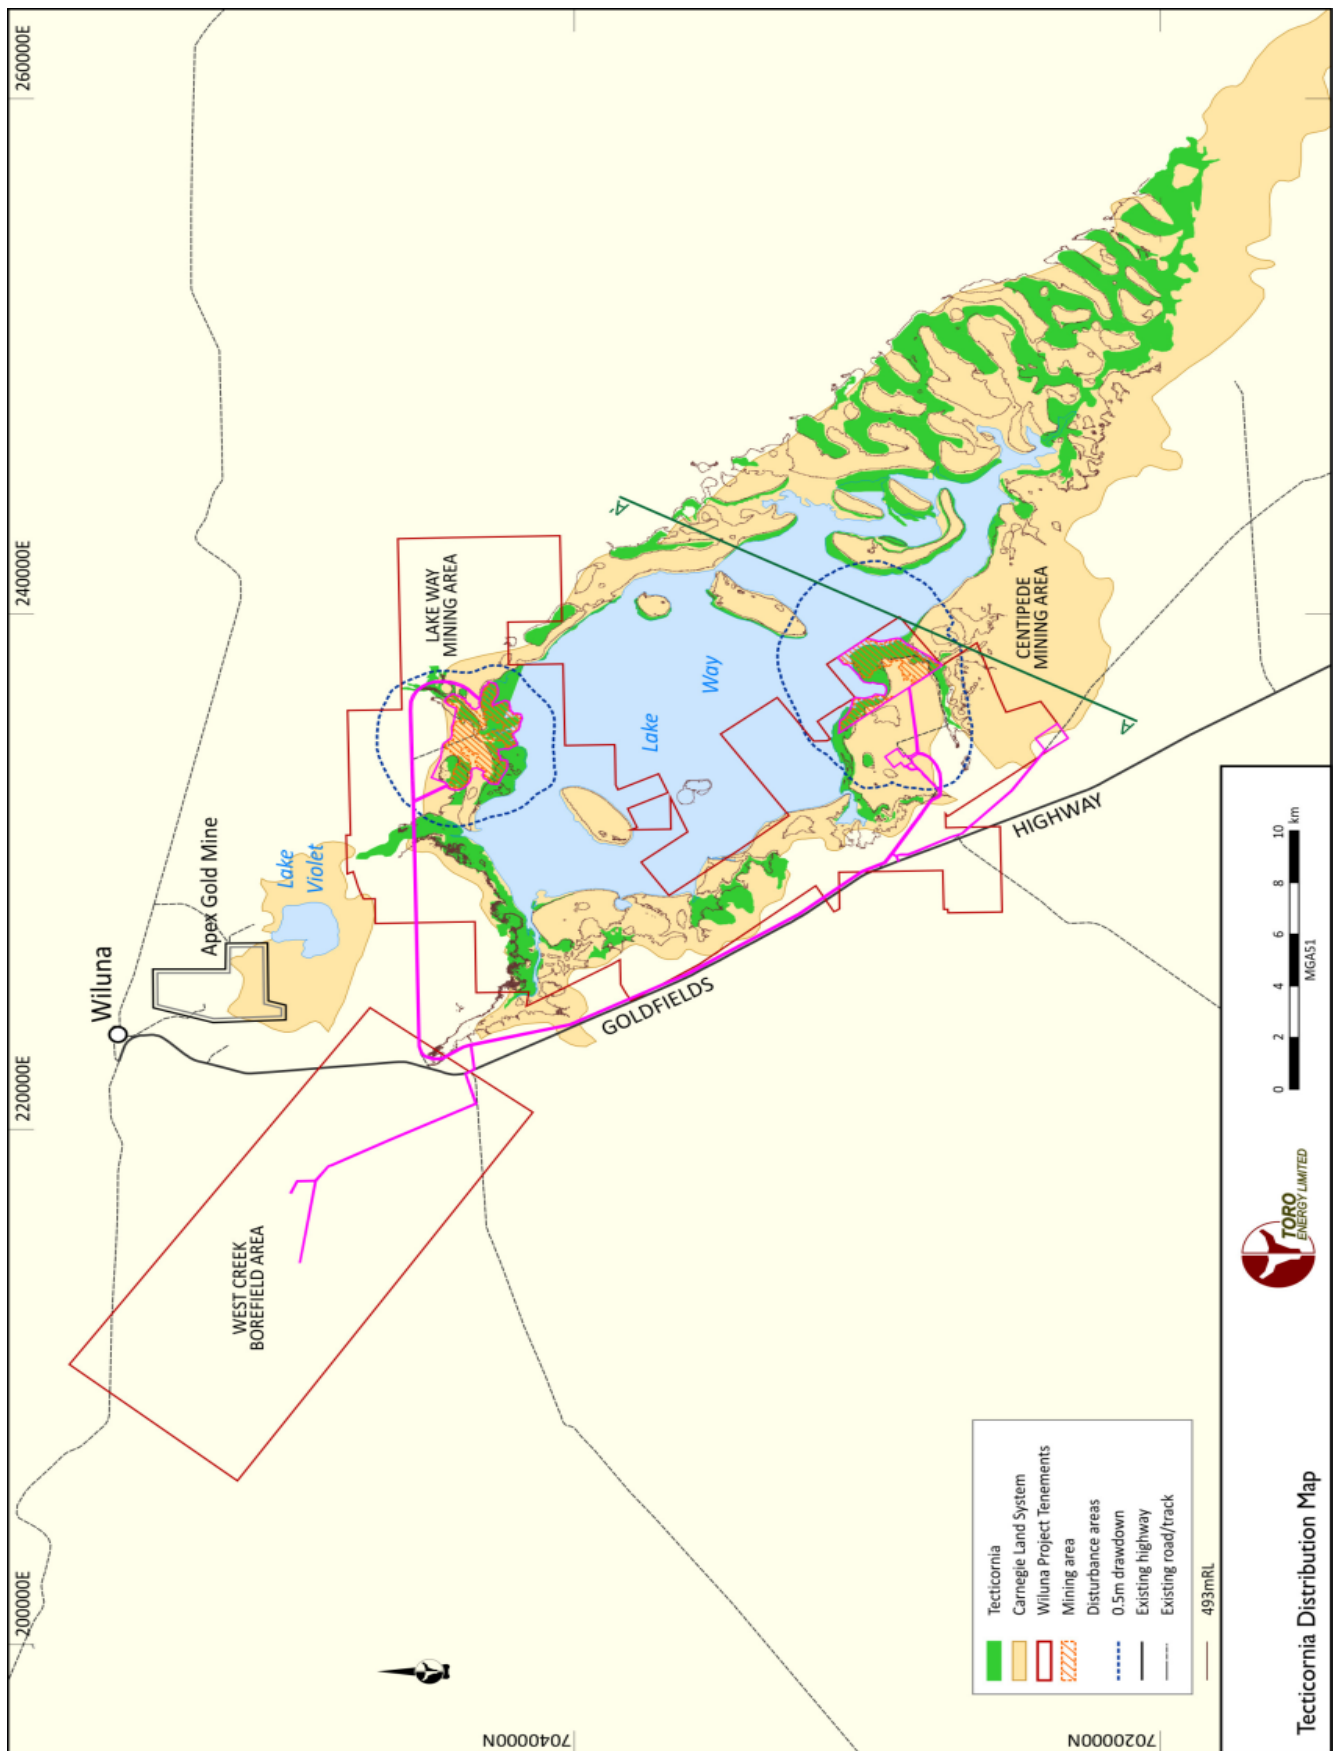 200000E
220000E
240000E
260000E
Wiluna
Apex Gold Mine
Lake
Violet
WEST CREEK
BOREFIELD AREA
LAKE WAY
MINING AREA
A'
Lake
Way
7040000N
GOLDFIELDS
HIGHWAY
CENTIPEDE
MINING AREA
A
7020000N
Tecticornia
Carnegie Land System
Wiluna Project Tenements
Mining area
Disturbance areas
0.5m drawdown
Existing highway
Existing road/track
493mRL
TORO
ENERGY LIMITED
0 2 4 6 8 10 km
MGA51
Tecticornia Distribution Map